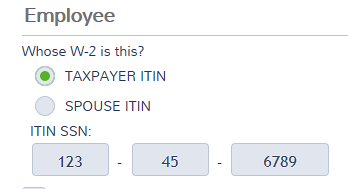 Employee
Whose W-2 is this?
TAXPAYER ITIN
SPOUSE ITIN
ITIN SSN:
123 - 45 - 6789